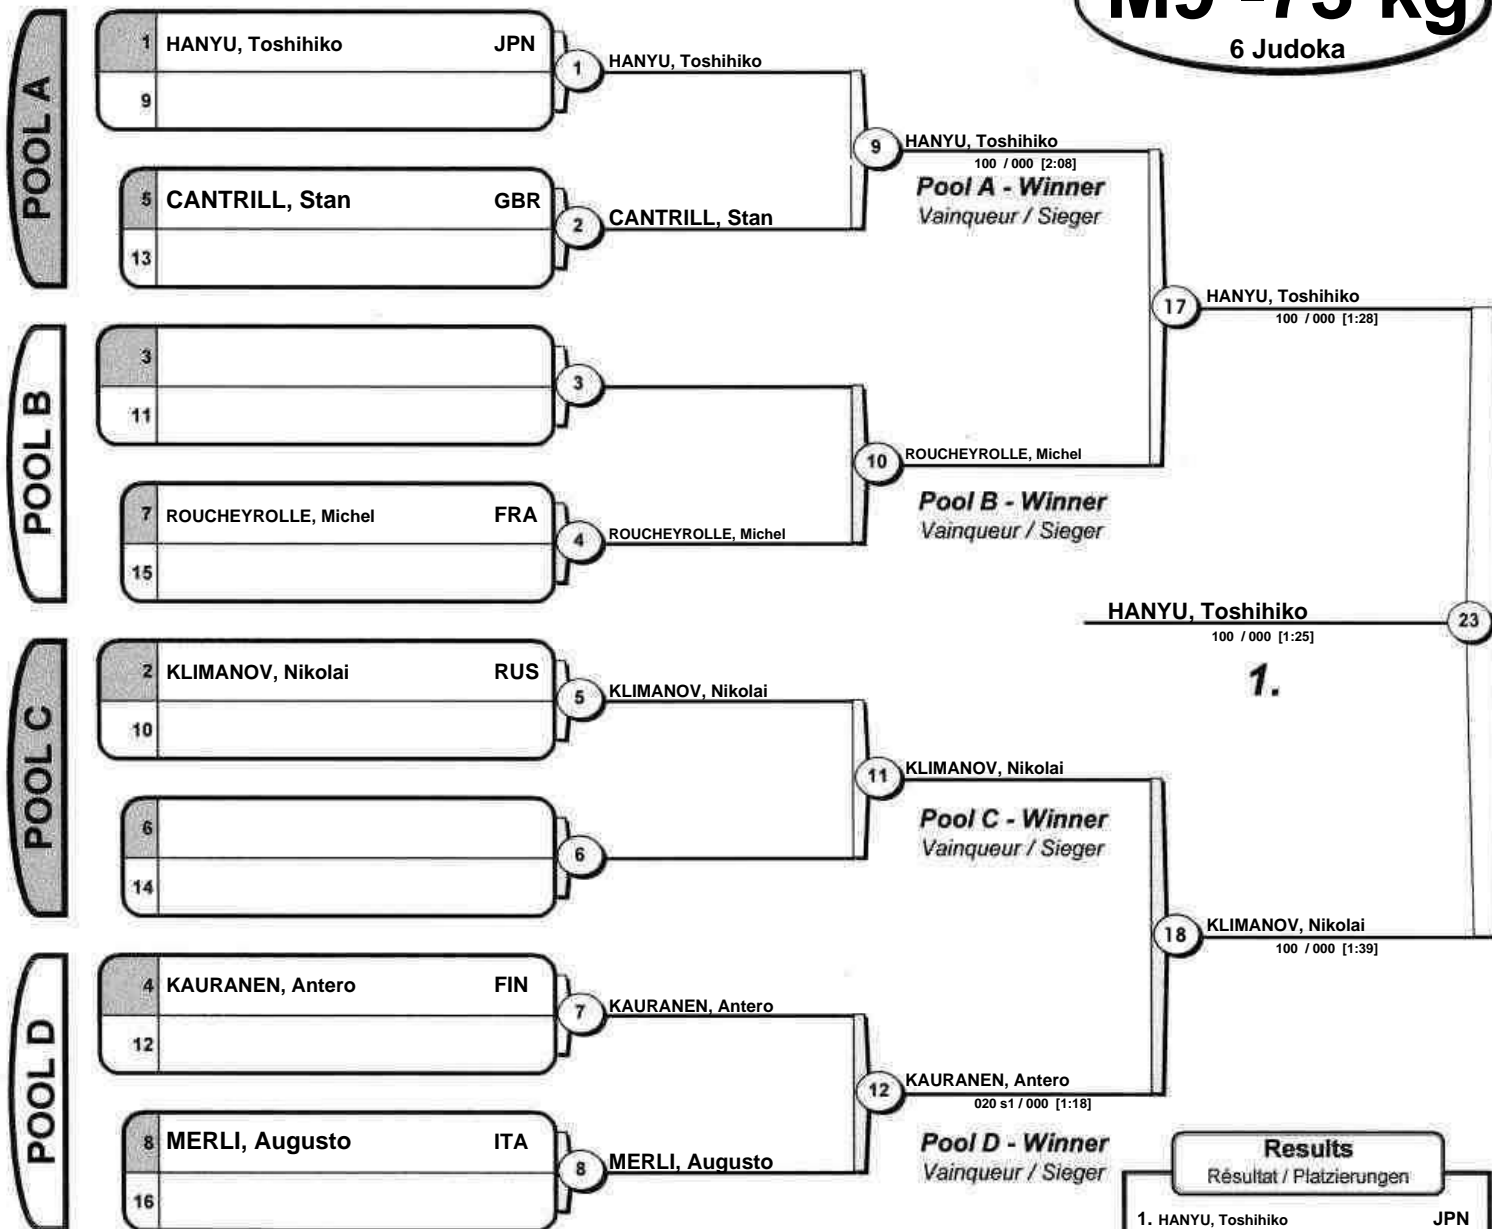 M9 -73 kg
6 Judoka
POOL A
1 HANYU, Toshihiko JPN
9
5 CANTRILL, Stan GBR
13
1 HANYU, Toshihiko
2 CANTRILL, Stan
9 HANYU, Toshihiko
100 / 000 [2:08]
Pool A - Winner
Vainqueur / Sieger
POOL B
3
11
7 ROUCHEYROLLE, Michel FRA
15
3
4 ROUCHEYROLLE, Michel
10 ROUCHEYROLLE, Michel
Pool B - Winner
Vainqueur / Sieger
17 HANYU, Toshihiko
100 / 000 [1:28]
HANYU, Toshihiko 23
100 / 000 [1:25]
1.
POOL C
2 KLIMANOV, Nikolai RUS
10
6
14
5 KLIMANOV, Nikolai
6
11 KLIMANOV, Nikolai
Pool C - Winner
Vainqueur / Sieger
18 KLIMANOV, Nikolai
100 / 000 [1:39]
POOL D
4 KAURANEN, Antero FIN
12
8 MERLI, Augusto ITA
16
7 KAURANEN, Antero
8 MERLI, Augusto
12 KAURANEN, Antero
020 s1 / 000 [1:18]
Pool D - Winner
Vainqueur / Sieger
Results
Résultat / Platzierungen
1. HANYU, Toshihiko JPN